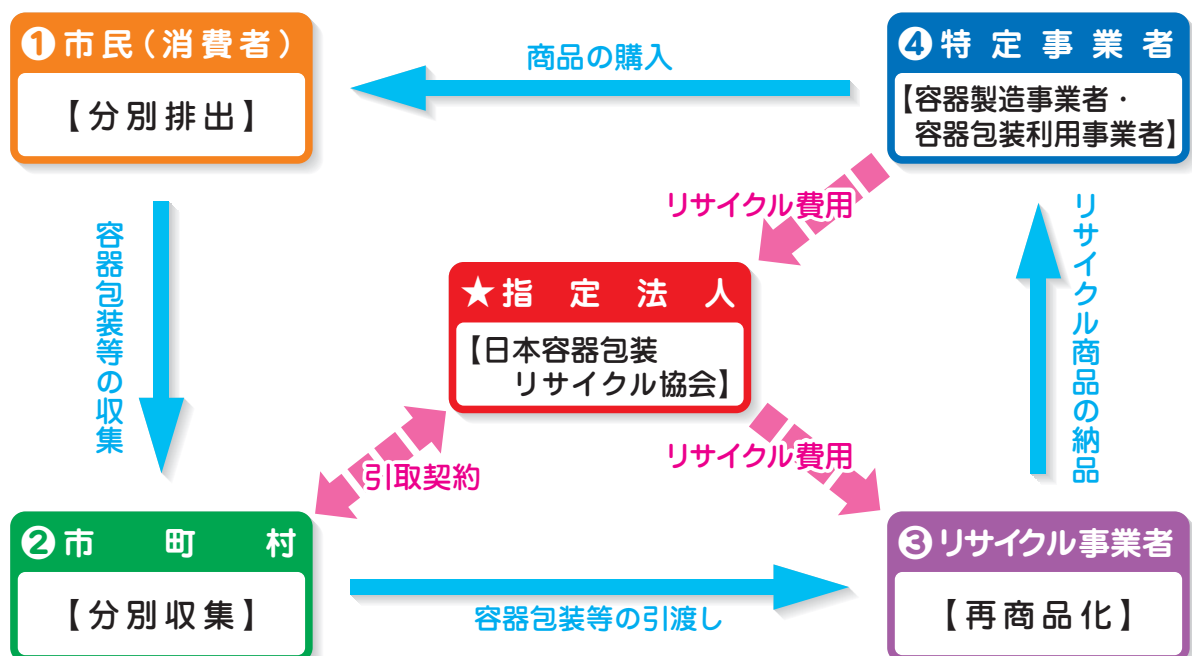 ❶市民(消費者)
【分別排出】
商品の購入
❹特定事業者
【容器製造事業者・
容器包装利用事業者】
リサイクル費用
容器包装等の収集
リサイクル商品の納品
★指定法人
【日本容器包装
リサイクル協会】
引取契約
リサイクル費用
❷市町村
【分別収集】
容器包装等の引渡し
❸リサイクル事業者
【再商品化】